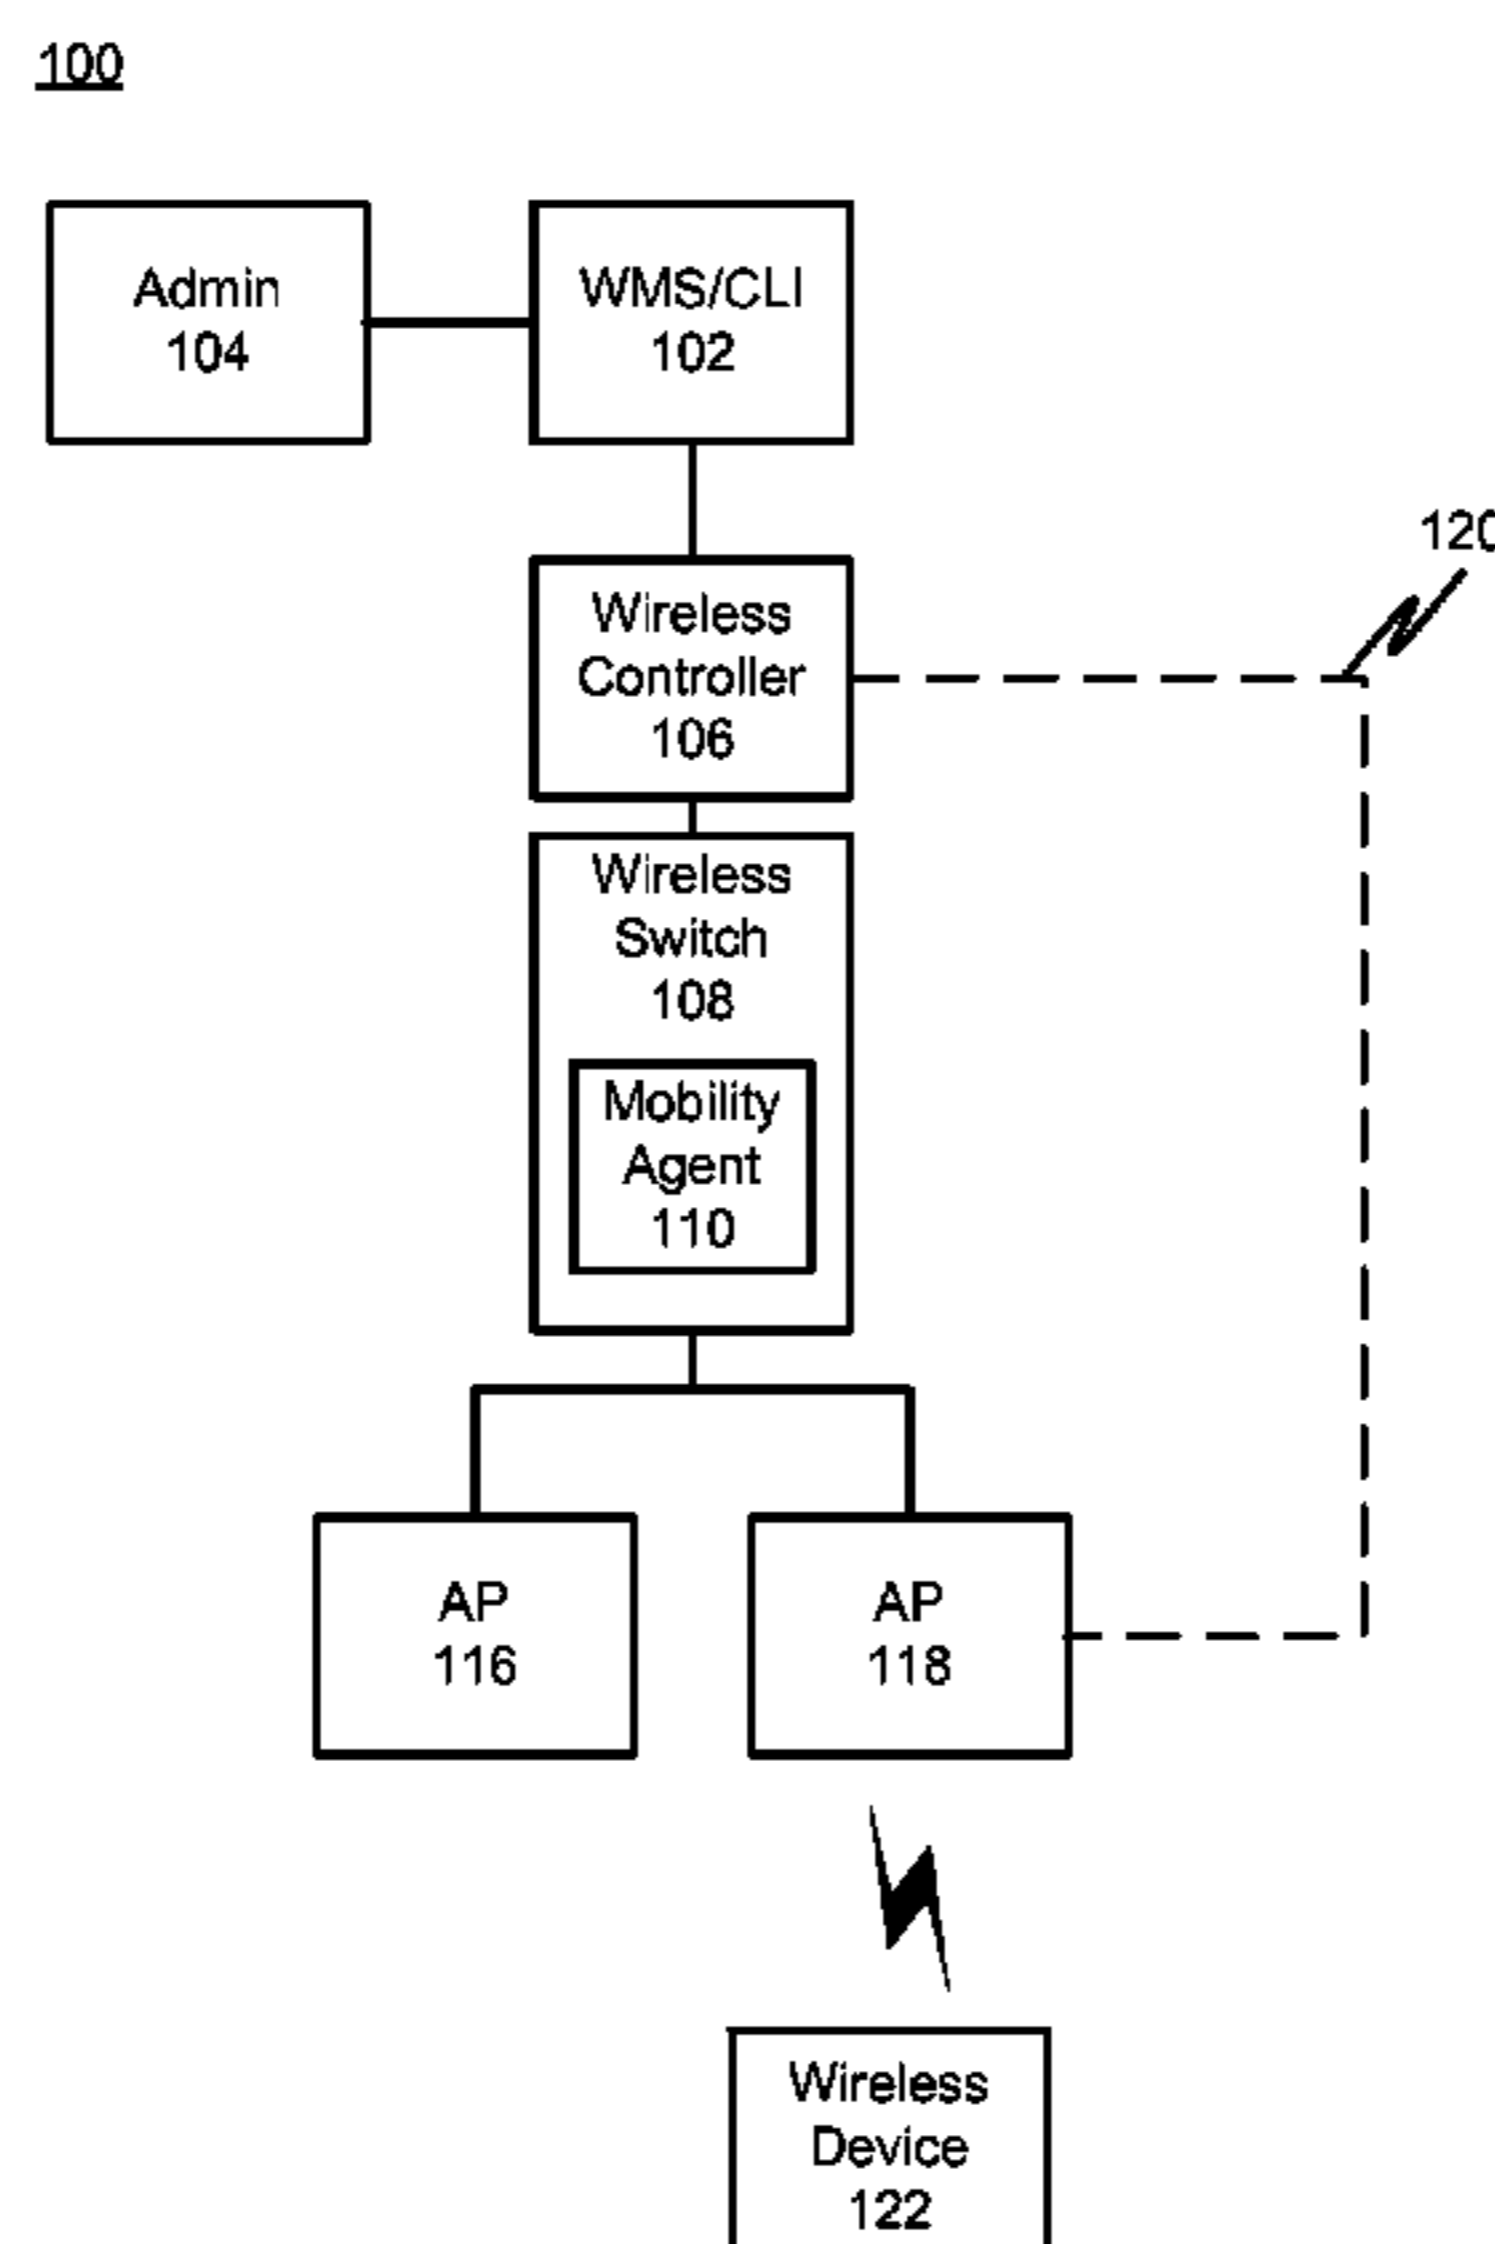 100
Admin
104
WMS/CLI
102
120
Wireless
Controller
106
Wireless
Switch
108
Mobility
Agent
110
AP
116
AP
118
Wireless
Device
122